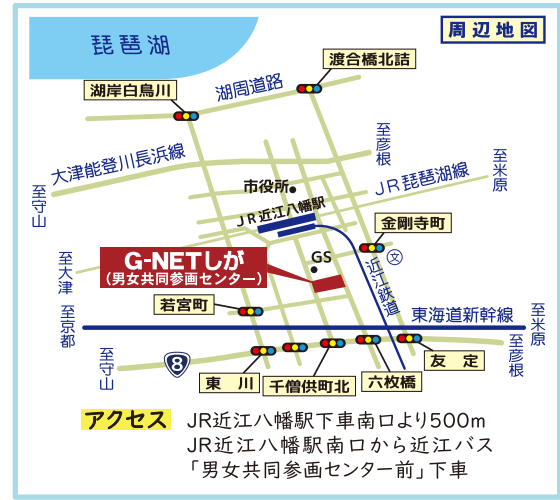 周辺地図
琵琶湖
渡合橋北詰
湖岸白鳥川
湖周道路
大津能登川長浜線
至彦根
至守山
市役所
JR琵琶湖線
至米原
JR近江八幡駅
金剛寺町
文
至大津
G-NETしが
(男女共同参画センター)
GS
近江鉄道
若宮町
至京都
東海道新幹線
至米原
至守山
8
東川
千僧供町北
六枚橋
友定
至彦根
アクセス
JR近江八幡駅下車南口より500m
JR近江八幡駅南口から近江バス
「男女共同参画センター前」下車